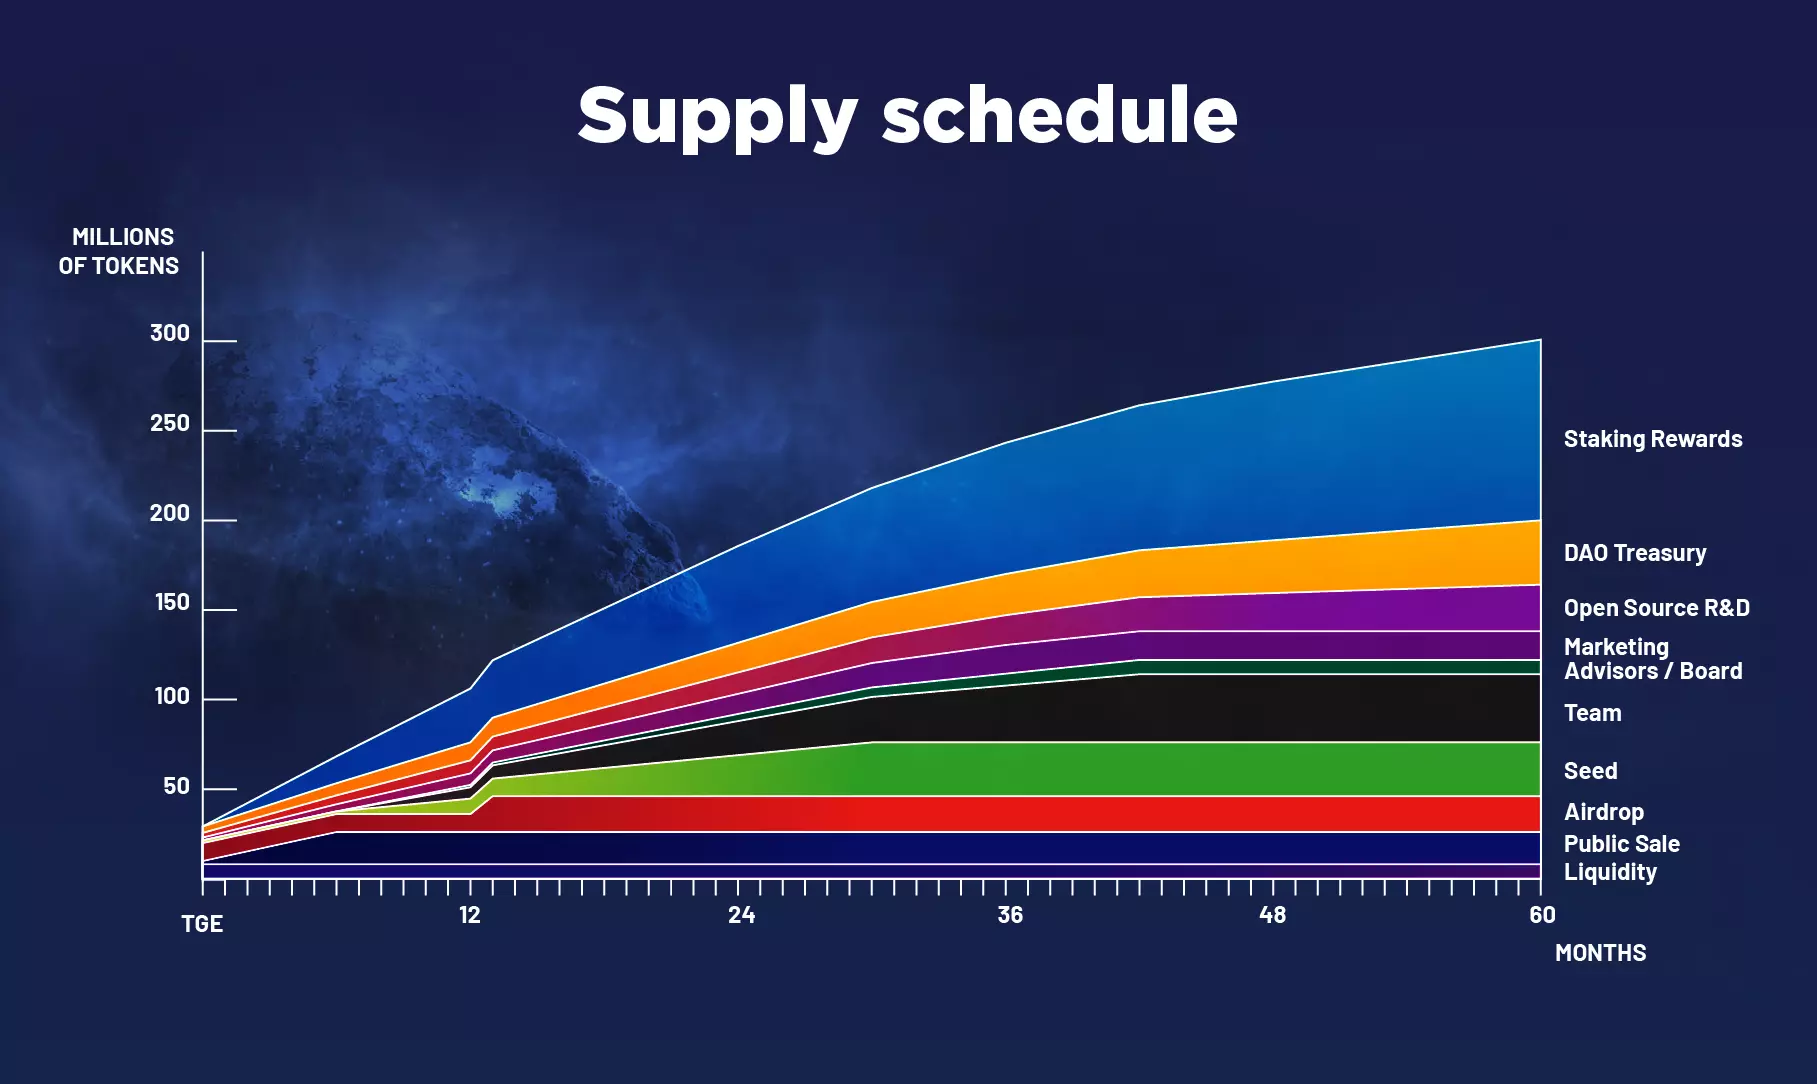 Supply schedule
MILLIONS
OF TOKENS
300
250
200
150
100
50
Staking Rewards
DAO Treasury
Open Source R&D
Marketing
Advisors / Board
Team
Seed
Airdrop
Public Sale
Liquidity
TGE
12
24
36
48
60
MONTHS